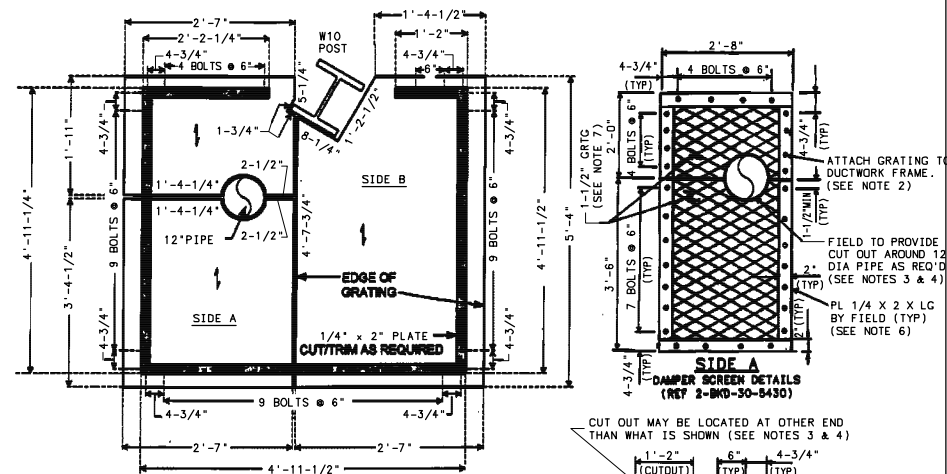 2'-7"
2'-2-1/4"
4-3/4"
4 BOLTS @ 6"
W10
POST
1'-4-1/2"
1'-2"
4-3/4"
6"
5-1/4"
1'-2-1/2"
8-1/4"
1-3/4"
1'-11"
4-3/4"
4'-11-1/4"
3'-4-1/2"
9 BOLTS @ 6"
4-3/4"
1'-4-1/4"
1'-4-1/4"
2-1/2"
2-1/2"
12"PIPE
4'-7-3/4"
SIDE B
SIDE A
EDGE OF
GRATING
1/4" x 2" PLATE
CUT/TRIM AS REQUIRED
4-3/4"
9 BOLTS @ 6"
4-3/4"
4'-11-1/2"
5'-4"
4-3/4"
9 BOLTS @ 6"
4-3/4"
2'-7"
2'-7"
4'-11-1/2"
2'-8"
4-3/4"
(TYP)
4 BOLTS @ 6"
1-1/2" GRTG
(SEE NOTE 7)
2'-0"
4 BOLTS @ 6"
(TYP)
3'-6"
7 BOLTS @ 6"
(TYP)
4-3/4"
(TYP)
4-3/4"
(TYP)
ATTACH GRATING TO
DUCTWORK FRAME.
(SEE NOTE 2)
1-1/2"MIN
(TYP)
FIELD TO PROVIDE
CUT OUT AROUND 12
DIA PIPE AS REQ'D
(SEE NOTES 3 & 4)
2"
(TYP)
PL 1/4 X 2 X LG
BY FIELD (TYP)
(SEE NOTE 6)
2"(TYP)
SIDE A
DAMPER SCREEN DETAILS
(REF 2-BKD-30-5430)
CUT OUT MAY BE LOCATED AT OTHER END
THAN WHAT IS SHOWN (SEE NOTES 3 & 4)
1'-2"
(CUTOUT)
6"
(TYP)
4-3/4"
(TYP)